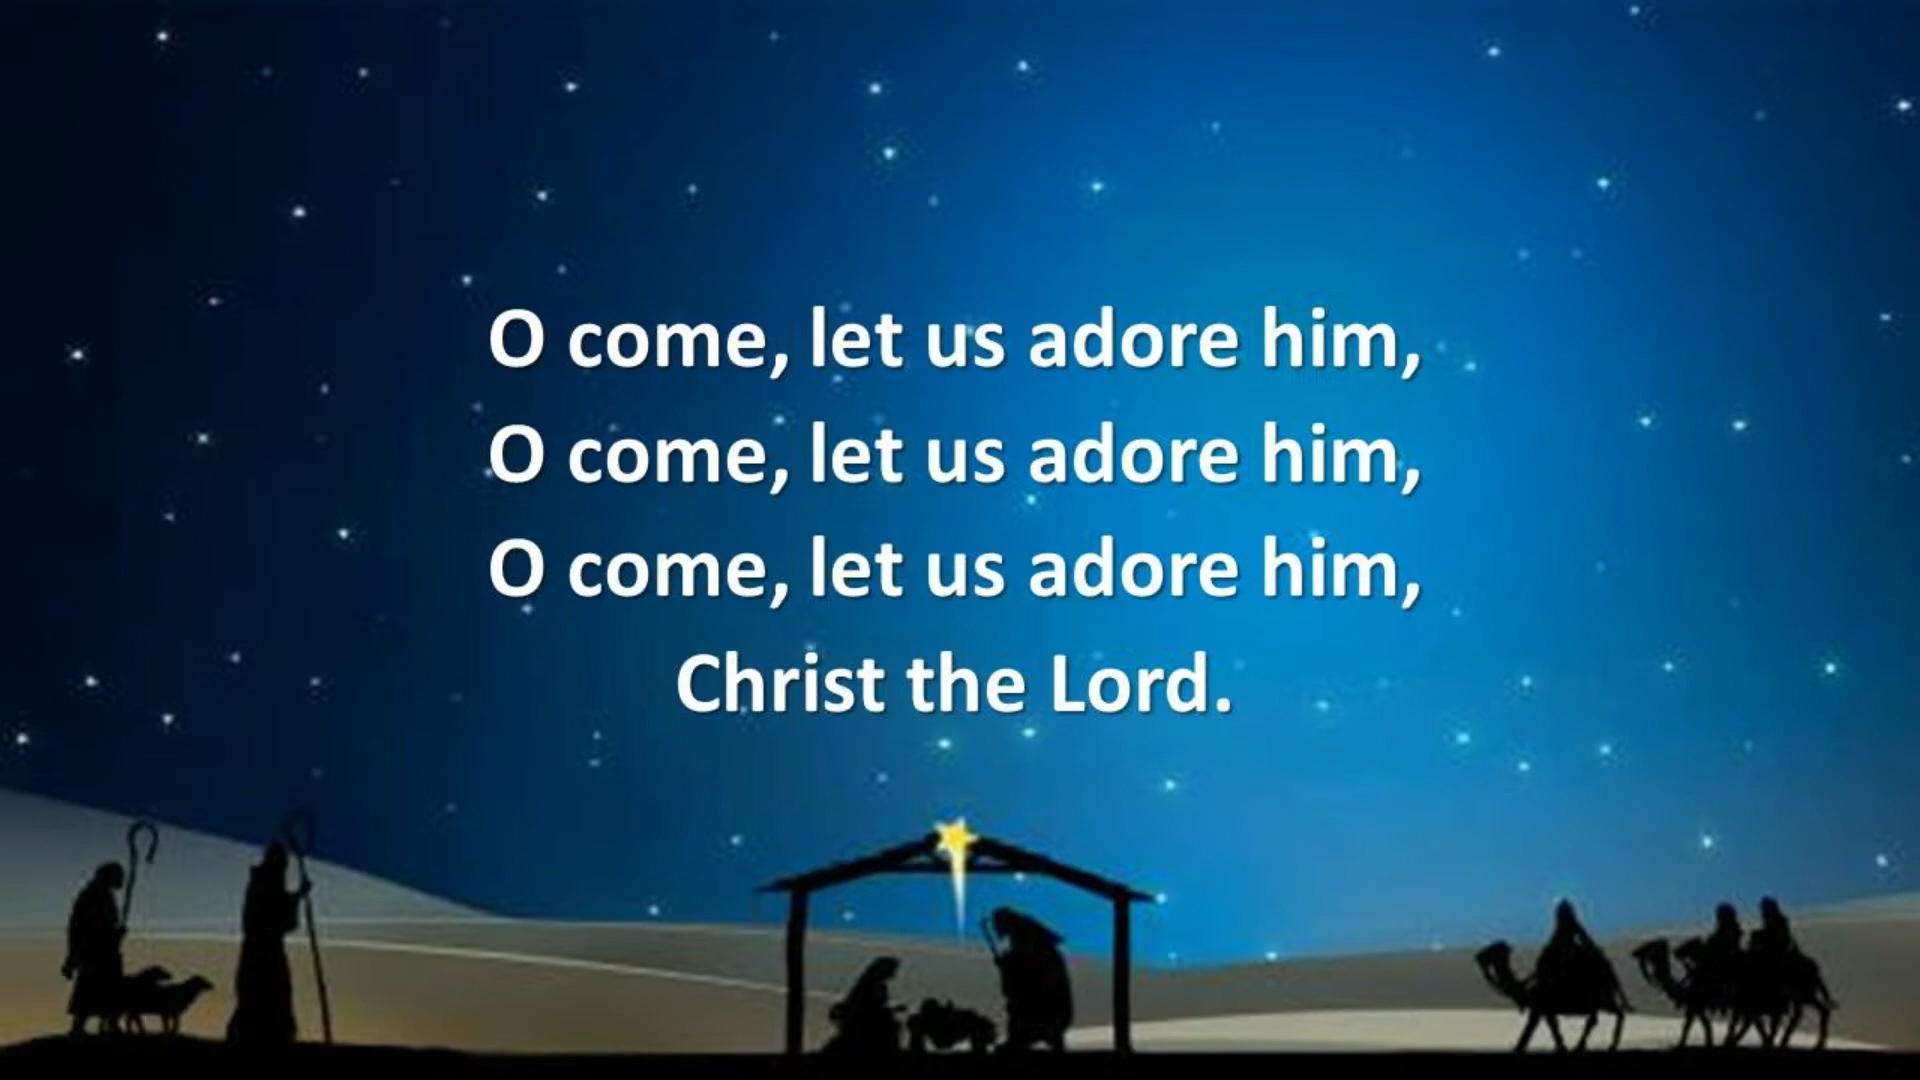 O come, let us adore him,
O come, let us adore him,
O come, let us adore him,
Christ the Lord.